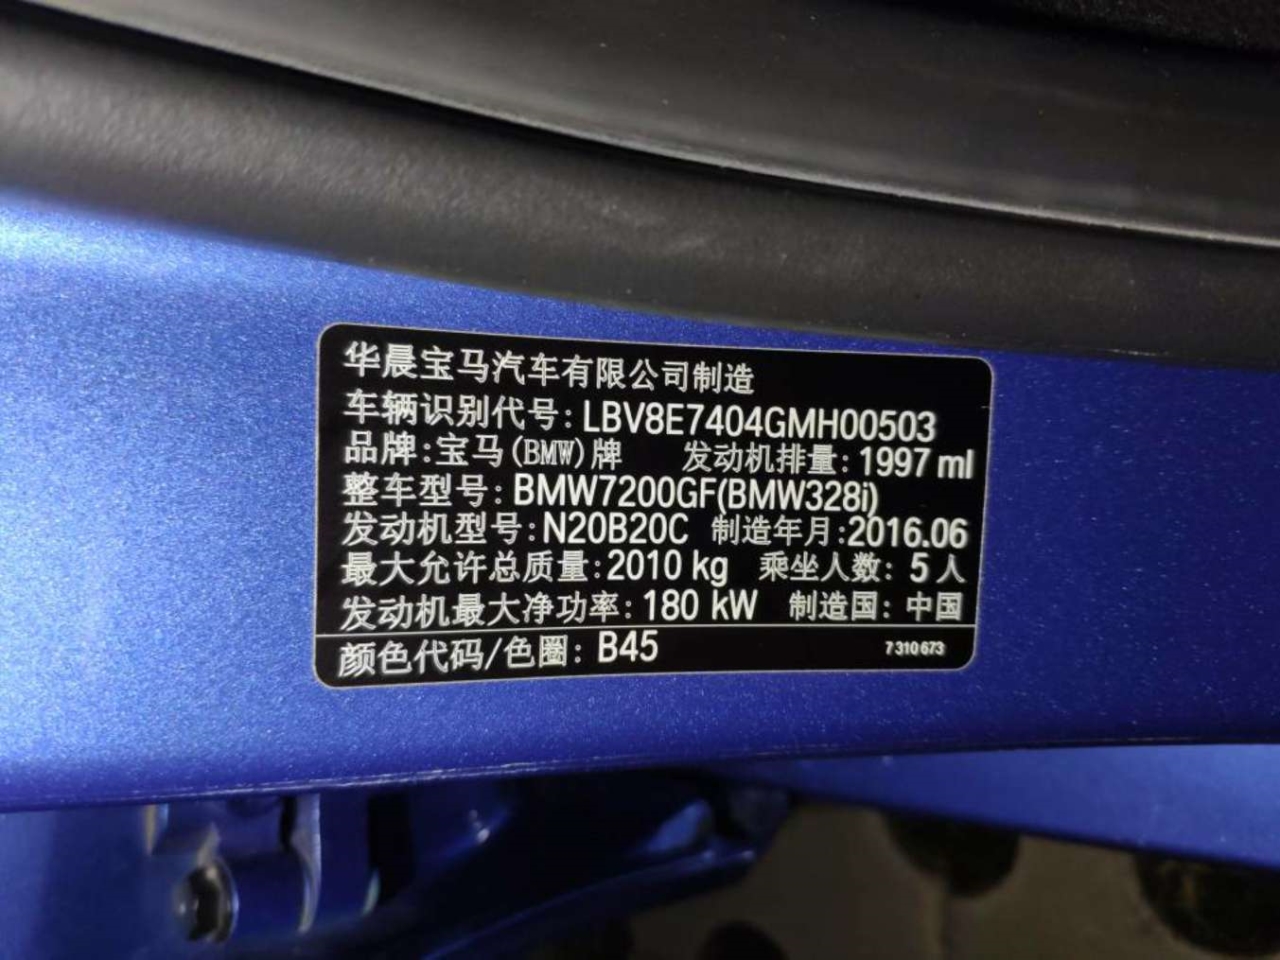 华晨宝马汽车有限公司制造
车辆识别代号: LBV8E7404GMH00503
品牌: 宝马(BMW)牌 发动机排量: 1997 ml
整车型号: BMW7200GF(BMW328i)
发动机型号: N20B20C 制造年月: 2016.06
最大允许总质量: 2010 kg 乘坐人数: 5 人
发动机最大净功率: 180 kW 制造国: 中国
颜色代码/色圈: B45 7310673